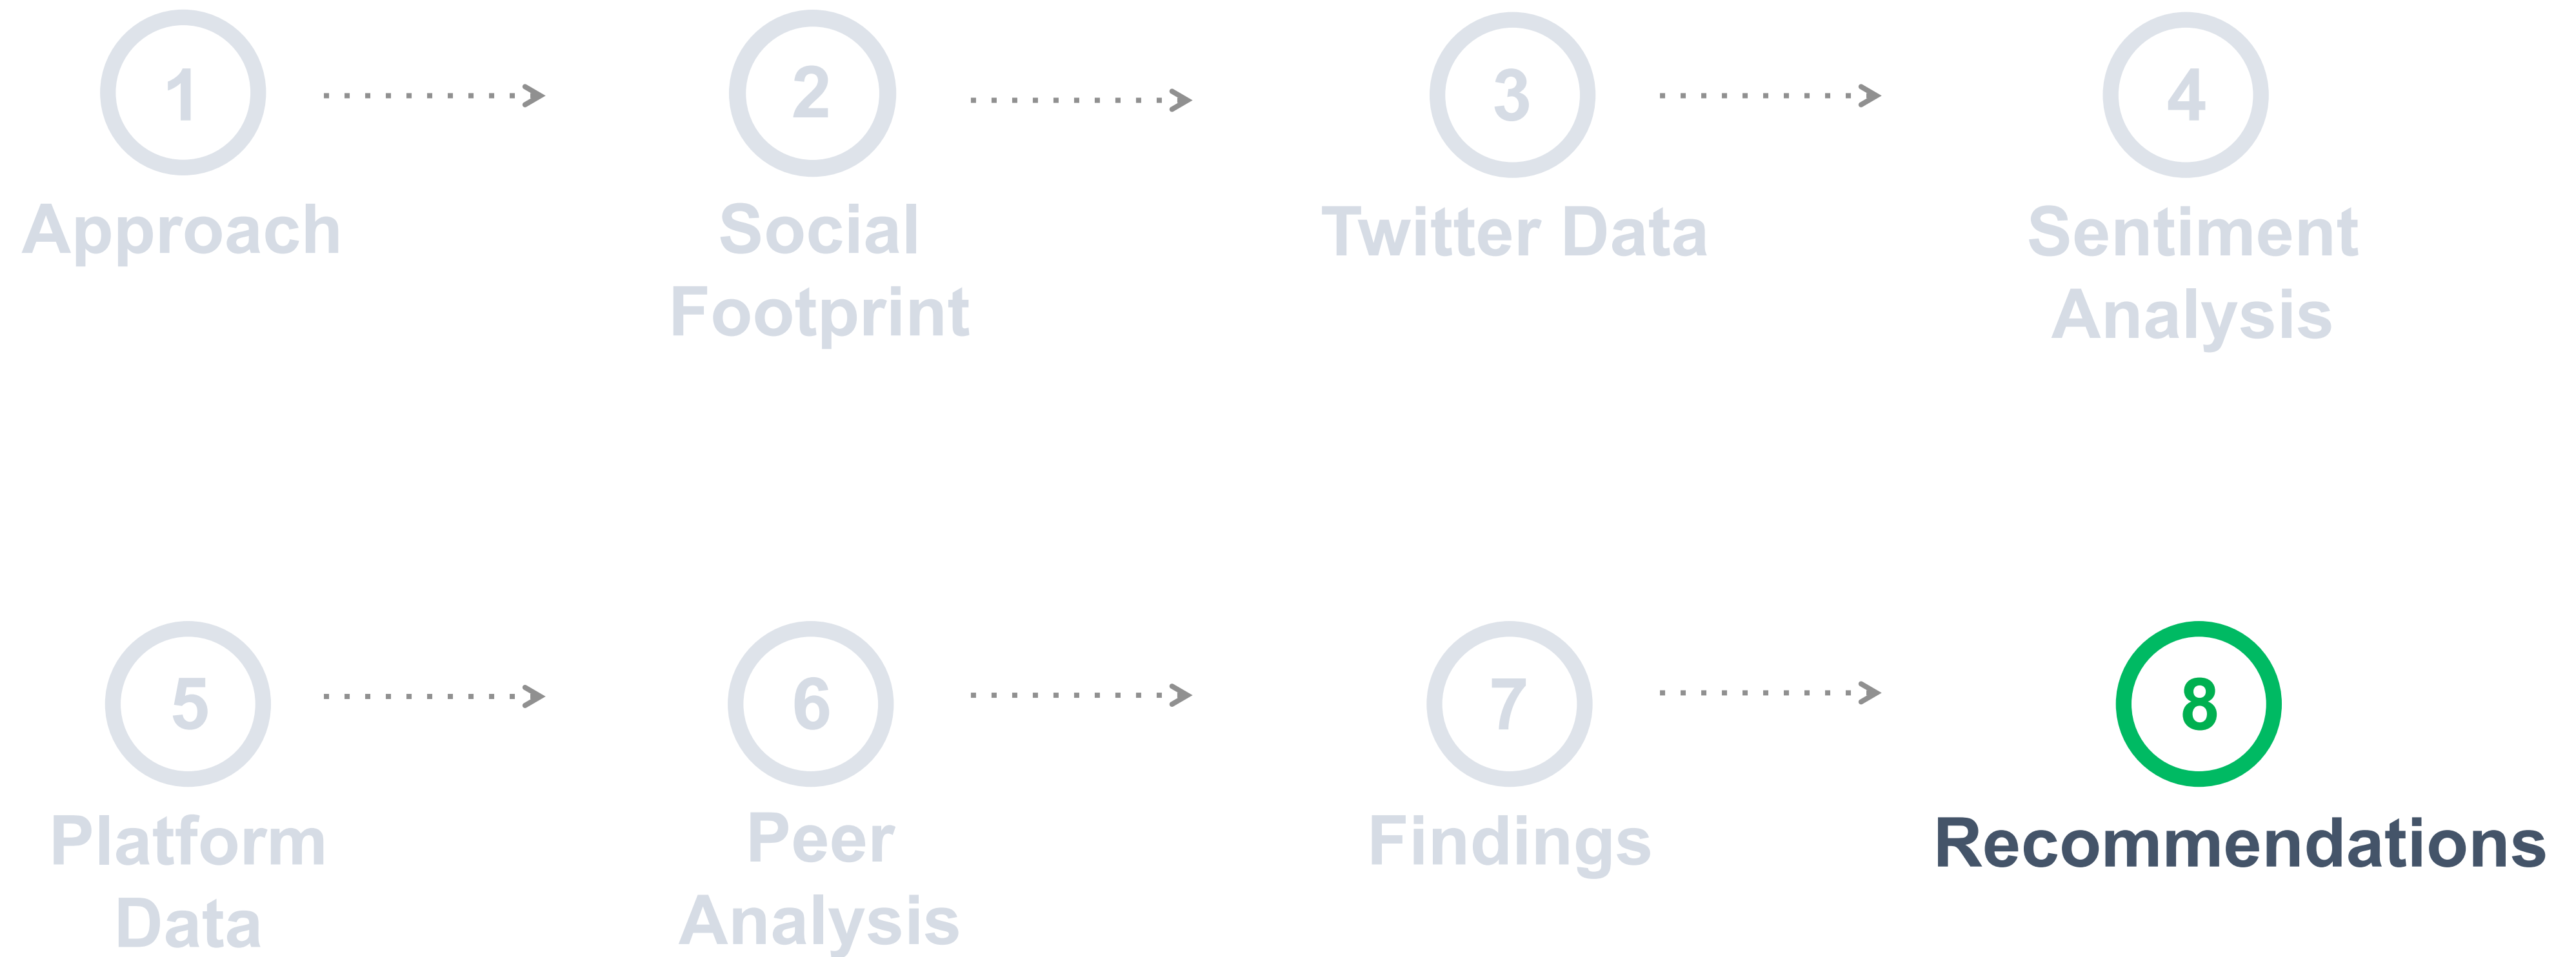 1
2
3
4
Approach
Social
Footprint
Twitter Data
Sentiment
Analysis
5
6
7
8
Platform
Data
Peer
Analysis
Findings
Recommendations